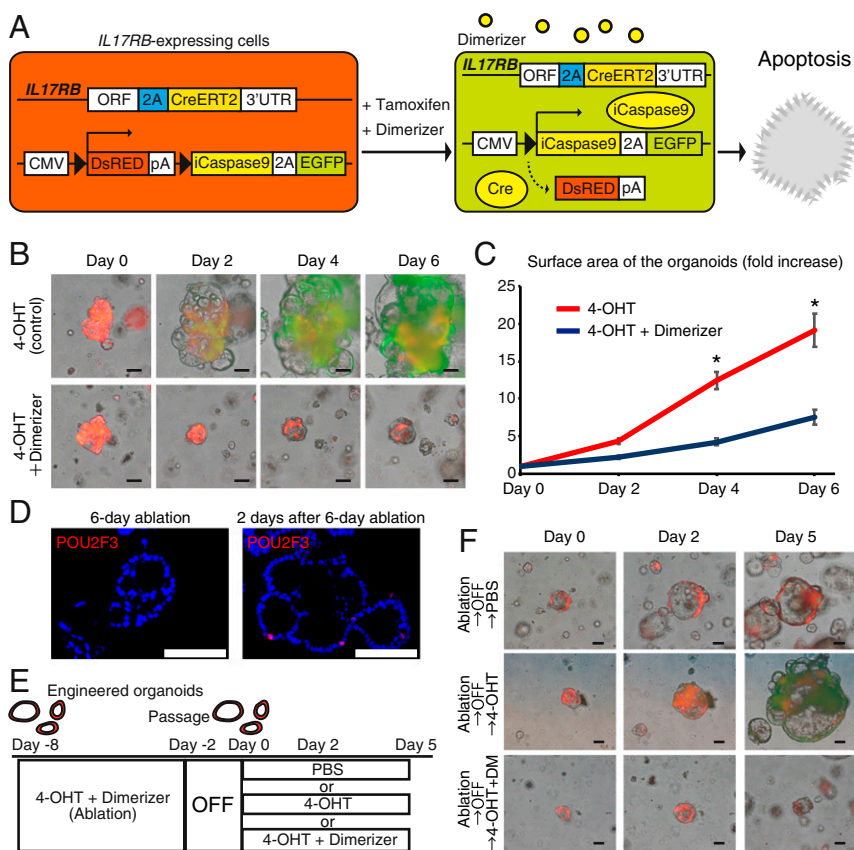 A
IL17RB-expressing cells
IL17RB
ORF 2A CreERT2 3'UTR
CMV DsRED pA iCaspase9 2A EGFP
+ Tamoxifen
+ Dimerizer
Dimerizer
IL17RB
ORF 2A CreERT2 3'UTR
iCaspase9
CMV iCaspase9 2A EGFP
Cre
DsRED pA
Apoptosis
B
Day 0 Day 2 Day 4 Day 6
4-OHT
(control)
4-OHT
+ Dimerizer
C
Surface area of the organoids (fold increase)
25
20
15
10
5
0
4-OHT
4-OHT + Dimerizer
*
*
Day 0 Day 2 Day 4 Day 6
D
6-day ablation
POU2F3
2 days after 6-day ablation
POU2F3
E
Engineered organoids
Passage
Day -8 Day -2 Day 0 Day 2 Day 5
4-OHT + Dimerizer
(Ablation)
OFF
PBS
or
4-OHT
or
4-OHT + Dimerizer
F
Day 0 Day 2 Day 5
Ablation
→OFF
→PBS
Ablation
→OFF
→4-OHT
Ablation
→OFF
→4-OHT+DM